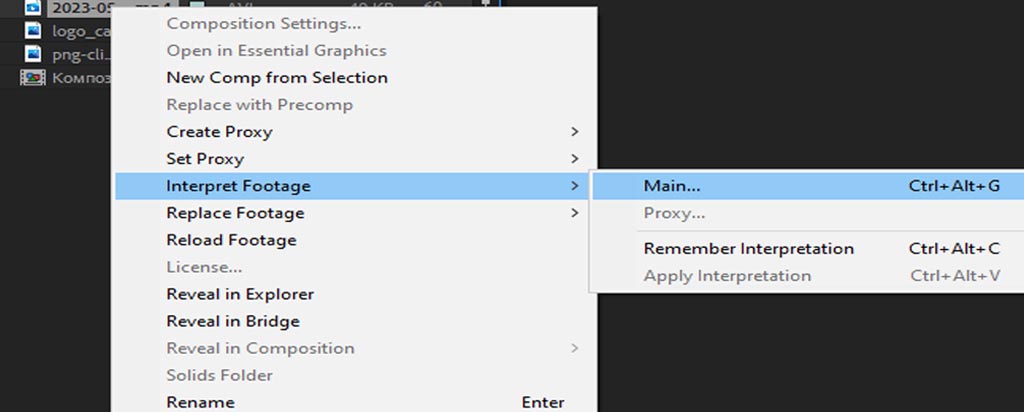 2023-05... ...mp4
Composition Settings...
logo_ca
Open in Essential Graphics
png-cli...
New Comp from Selection
Композ
Replace with Precomp
Create Proxy >
Set Proxy >
Interpret Footage >
Main... Ctrl+Alt+G
Replace Footage >
Proxy...
Reload Footage
Remember Interpretation Ctrl+Alt+C
License...
Apply Interpretation Ctrl+Alt+V
Reveal in Explorer
Reveal in Bridge
Reveal in Composition >
Solids Folder
Rename Enter